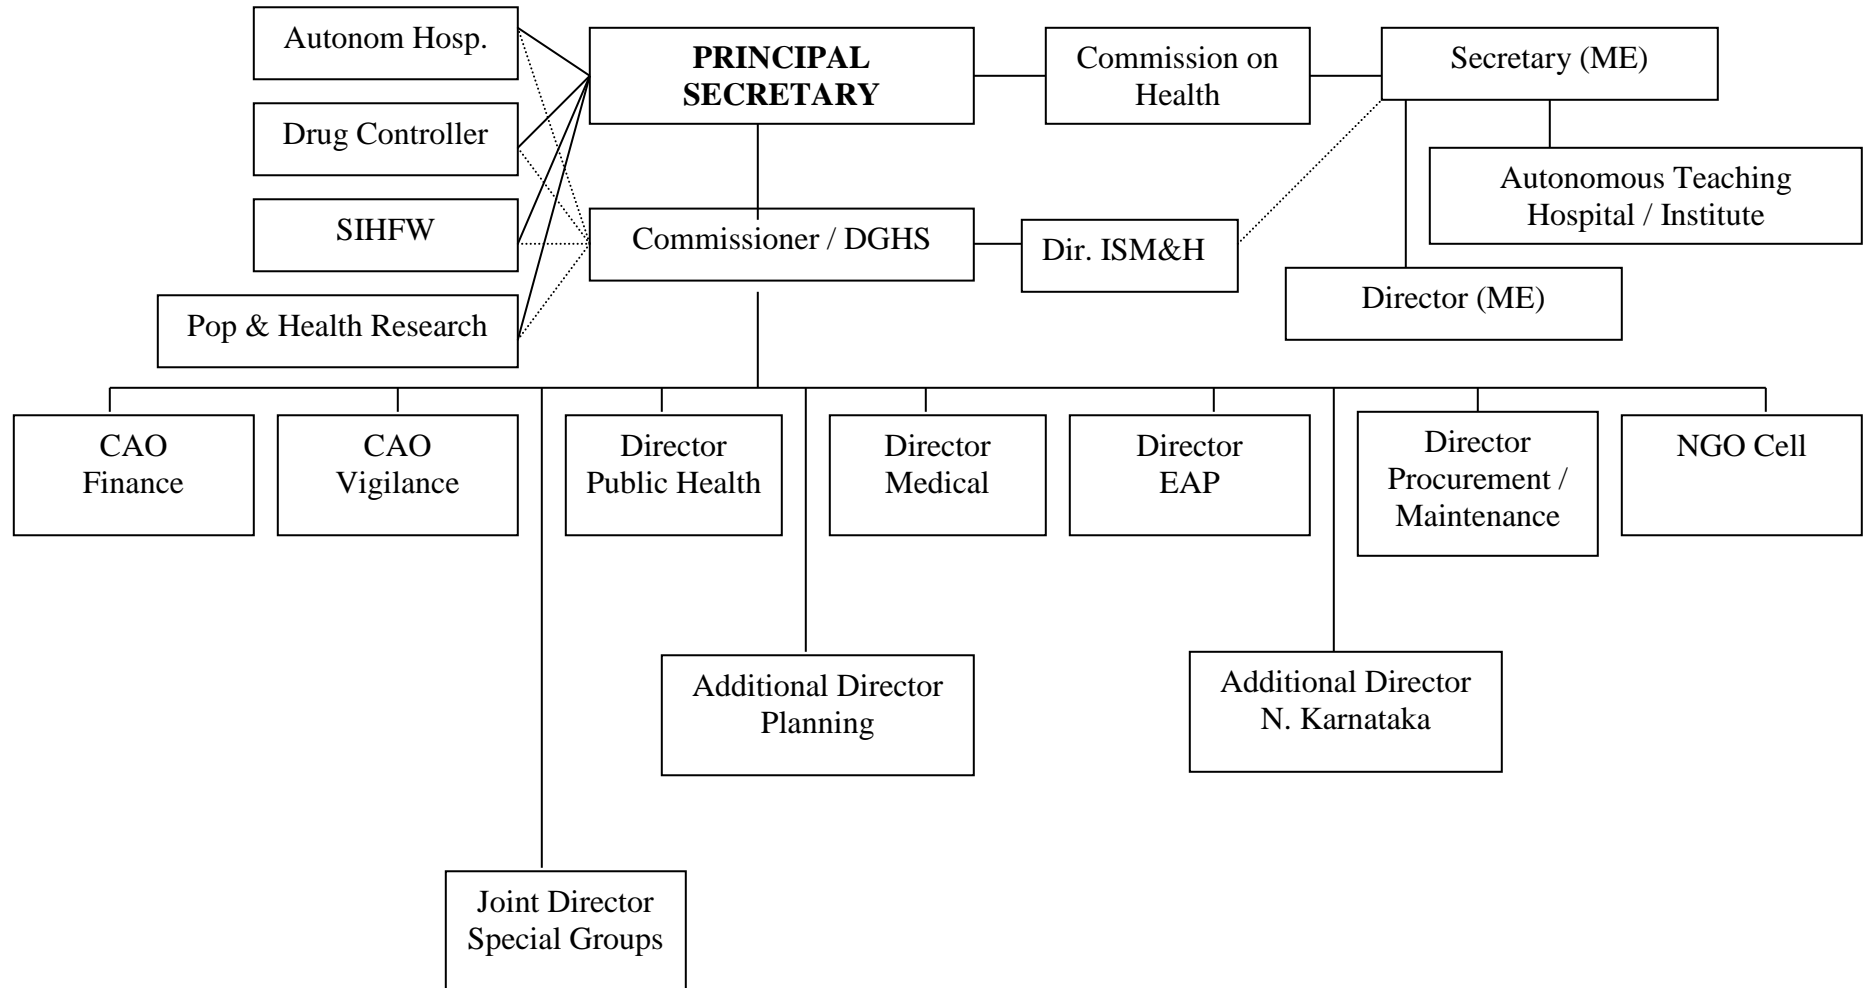 Autonom Hosp.
PRINCIPAL
SECRETARY
Commission on
Health
Secretary (ME)
Drug Controller
Autonomous Teaching
Hospital / Institute
SIHFW
Commissioner / DGHS
Dir. ISM&H
Director (ME)
Pop & Health Research
CAO
Finance
CAO
Vigilance
Director
Public Health
Director
Medical
Director
EAP
Director
Procurement /
Maintenance
NGO Cell
Additional Director
Planning
Additional Director
N. Karnataka
Joint Director
Special Groups